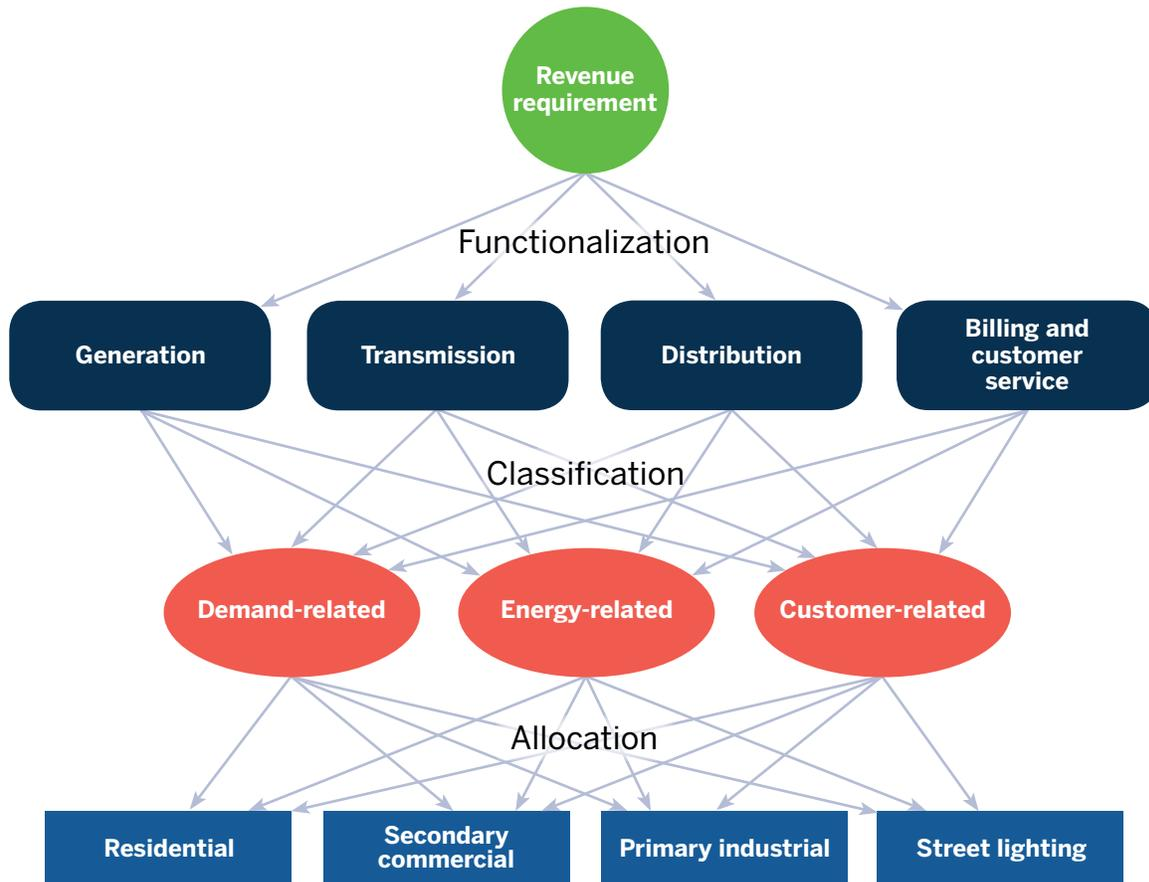 Revenue
requirement
Functionalization
Generation
Transmission
Distribution
Billing and
customer
service
Classification
Demand-related
Energy-related
Customer-related
Allocation
Residential
Secondary
commercial
Primary industrial
Street lighting